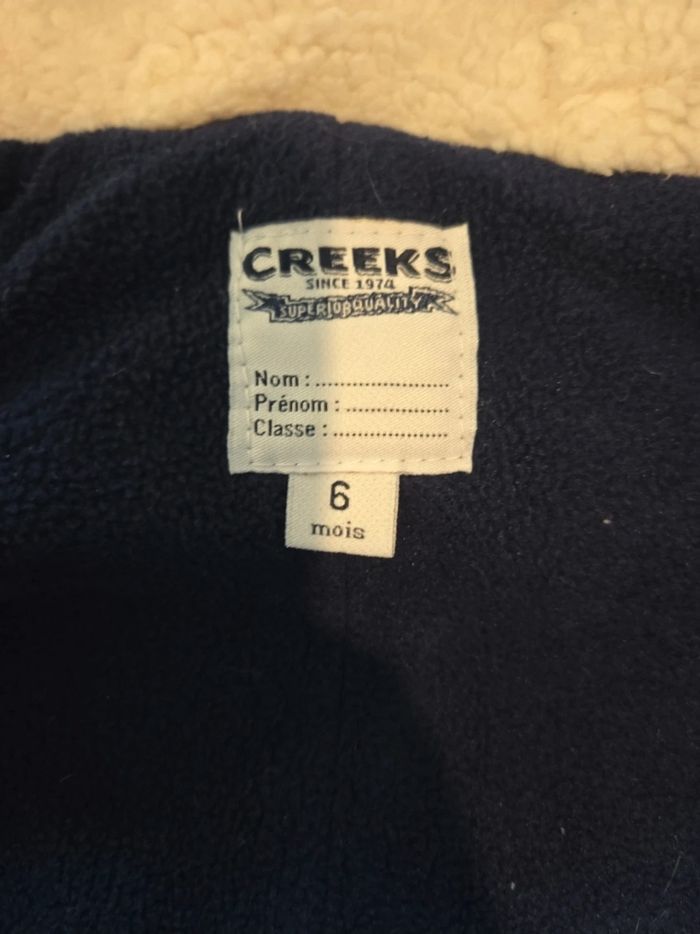 CREEKS
SINCE 1974
SUPERIOR QUALITY
Nom : ......................
Prénom : .................
Classe : ...................
6
mois